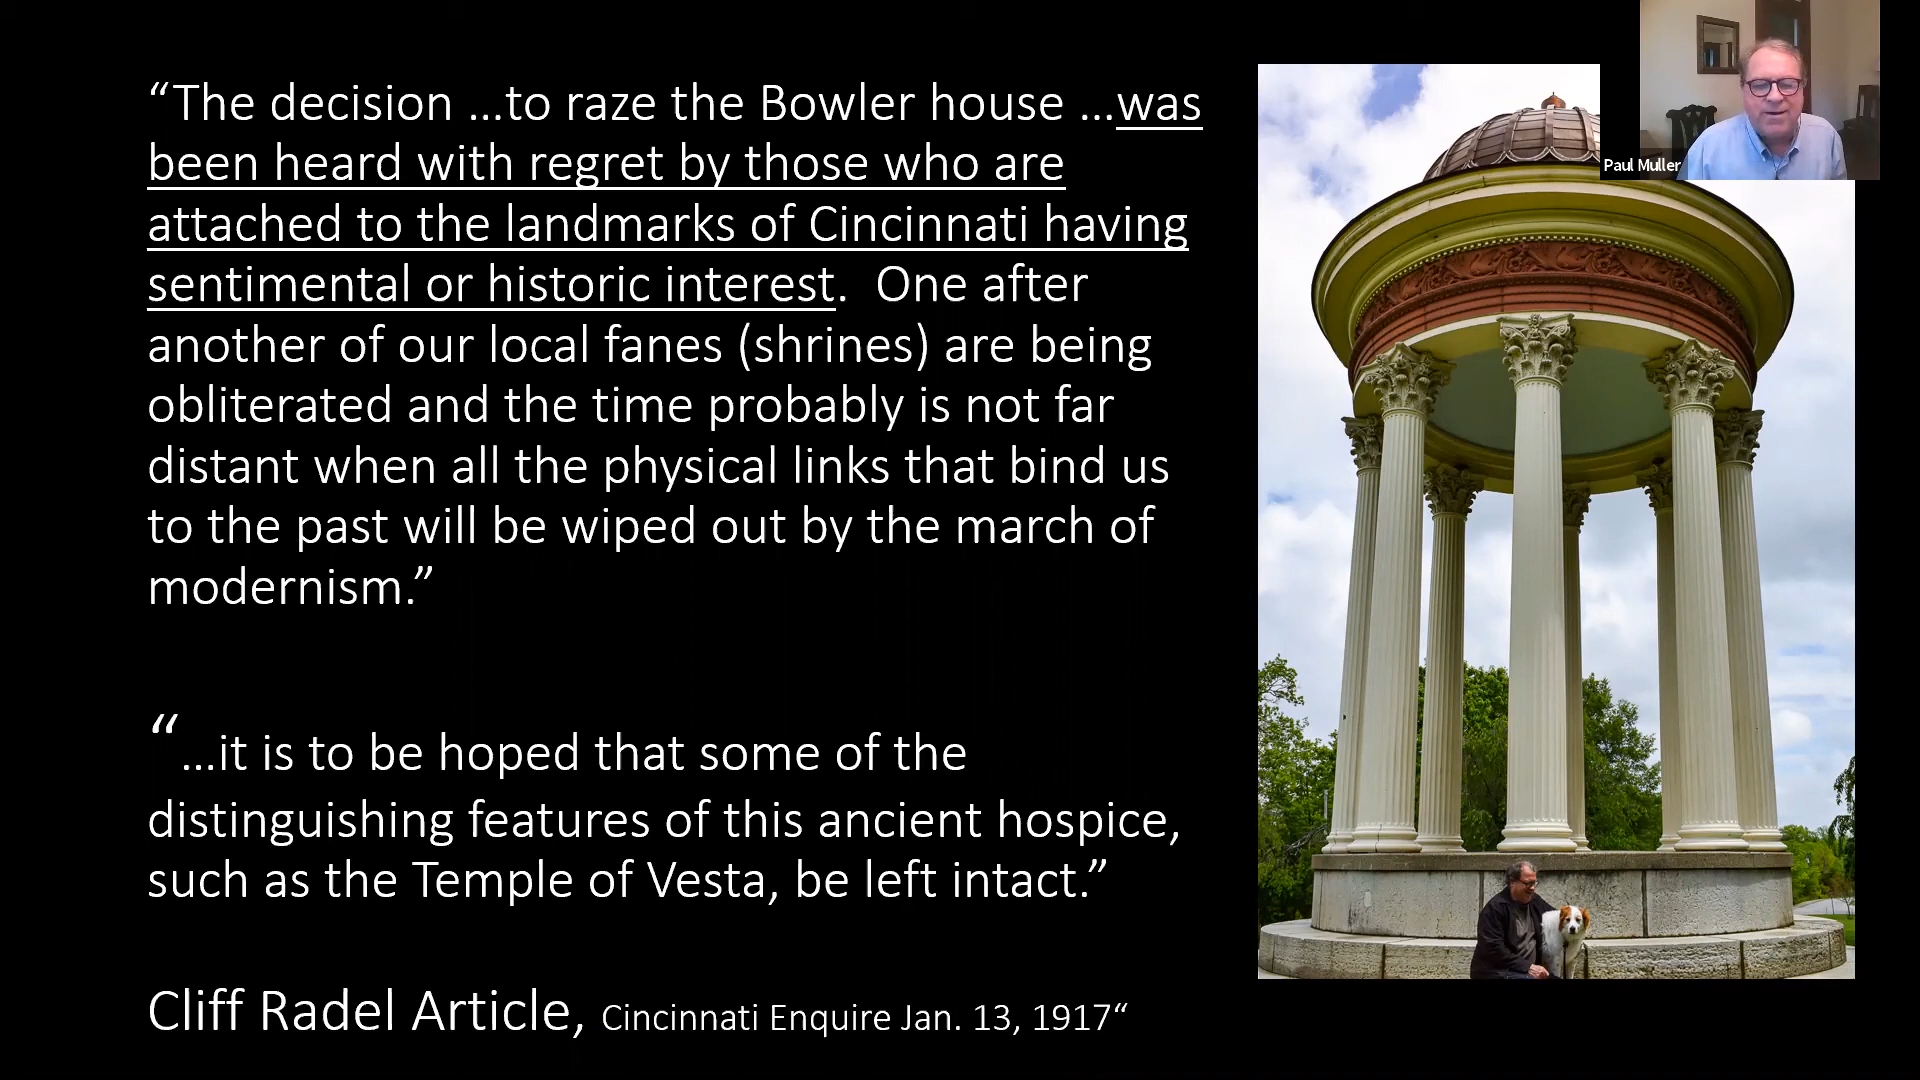 “The decision …to raze the Bowler house …was
been heard with regret by those who are
attached to the landmarks of Cincinnati having
sentimental or historic interest.  One after
another of our local fanes (shrines) are being
obliterated and the time probably is not far
distant when all the physical links that bind us
to the past will be wiped out by the march of
modernism.”
“…it is to be hoped that some of the
distinguishing features of this ancient hospice,
such as the Temple of Vesta, be left intact.”
Cliff Radel Article, Cincinnati Enquire Jan. 13, 1917“
Paul Muller